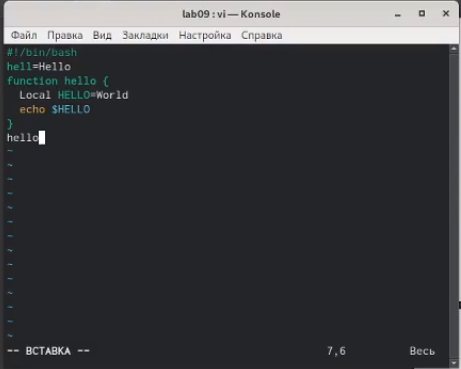 lab09 : vi — Konsole
Файл Правка Вид Закладки Настройка Справка
#!/bin/bash
hell=Hello
function hello {
  Local HELLO=World
  echo $HELLO
}
hello
~
~
~
~
~
~
~
~
~
~
~
~
~
~
-- ВСТАВКА -- 7,6 Весь